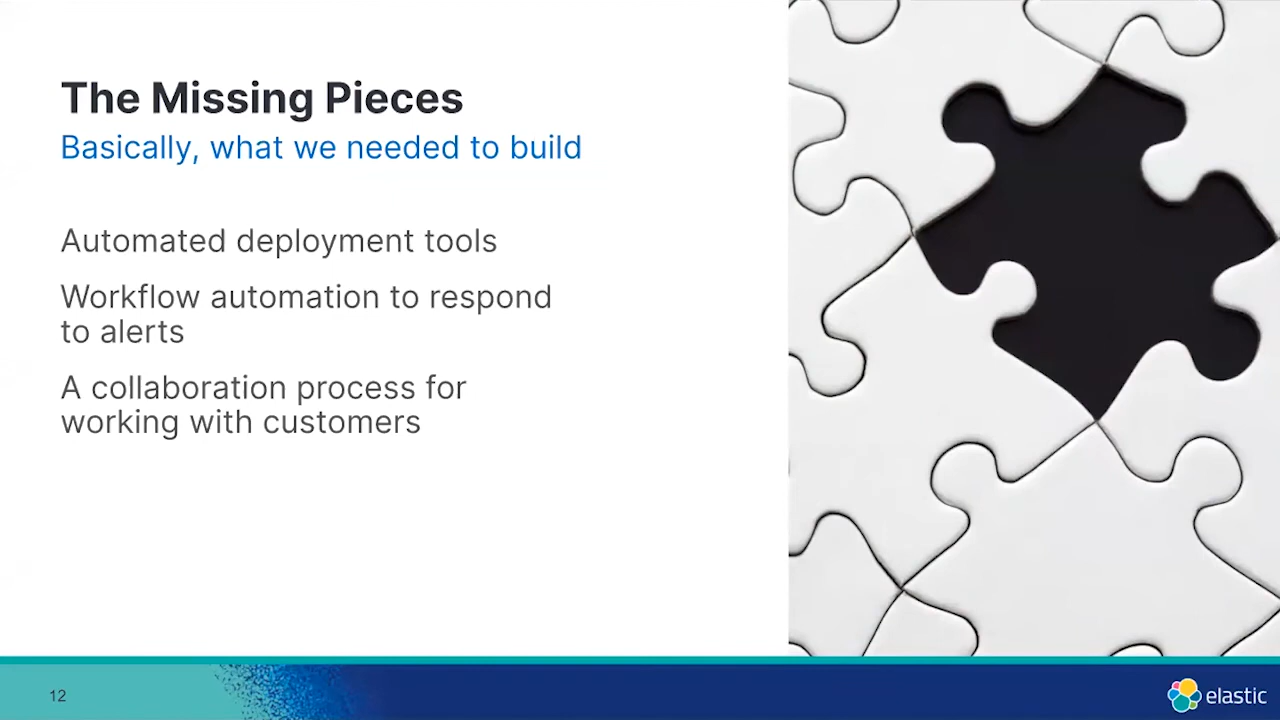 The Missing Pieces
Basically, what we needed to build
Automated deployment tools
Workflow automation to respond
to alerts
A collaboration process for
working with customers
12
elastic